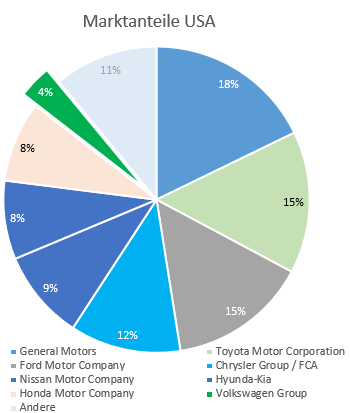 Marktanteile USA
11%
18%
4%
8%
15%
8%
9%
15%
12%
General Motors
Toyota Motor Corporation
Ford Motor Company
Chrysler Group / FCA
Nissan Motor Company
Hyunda-Kia
Honda Motor Company
Volkswagen Group
Andere